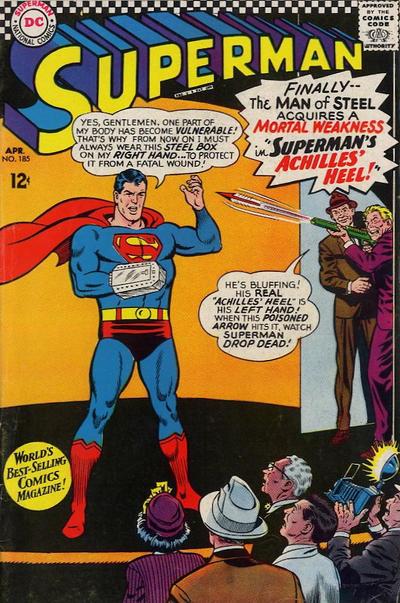 SUPERMAN
DC
NATIONAL COMICS
APPROVED
BY THE
COMICS
CODE
AUTHORITY
SUPERMAN
APR.
NO. 185
12¢
YES, GENTLEMEN. ONE PART OF
MY BODY HAS BECOME VULNERABLE!
THAT'S WHY FROM NOW ON I MUST
ALWAYS WEAR THIS STEEL BOX
ON MY RIGHT HAND...TO PROTECT
IT FROM A FATAL WOUND!
FINALLY--
The MAN OF STEEL
ACQUIRES A
MORTAL WEAKNESS
in "SUPERMAN'S
ACHILLES'
HEEL!"
HE'S BLUFFING!
HIS REAL
"ACHILLES' HEEL" IS
HIS LEFT HAND!
WHEN THIS POISONED
ARROW HITS IT, WATCH
SUPERMAN
DROP DEAD!
S
WORLD'S
BEST-SELLING
COMICS
MAGAZINE!